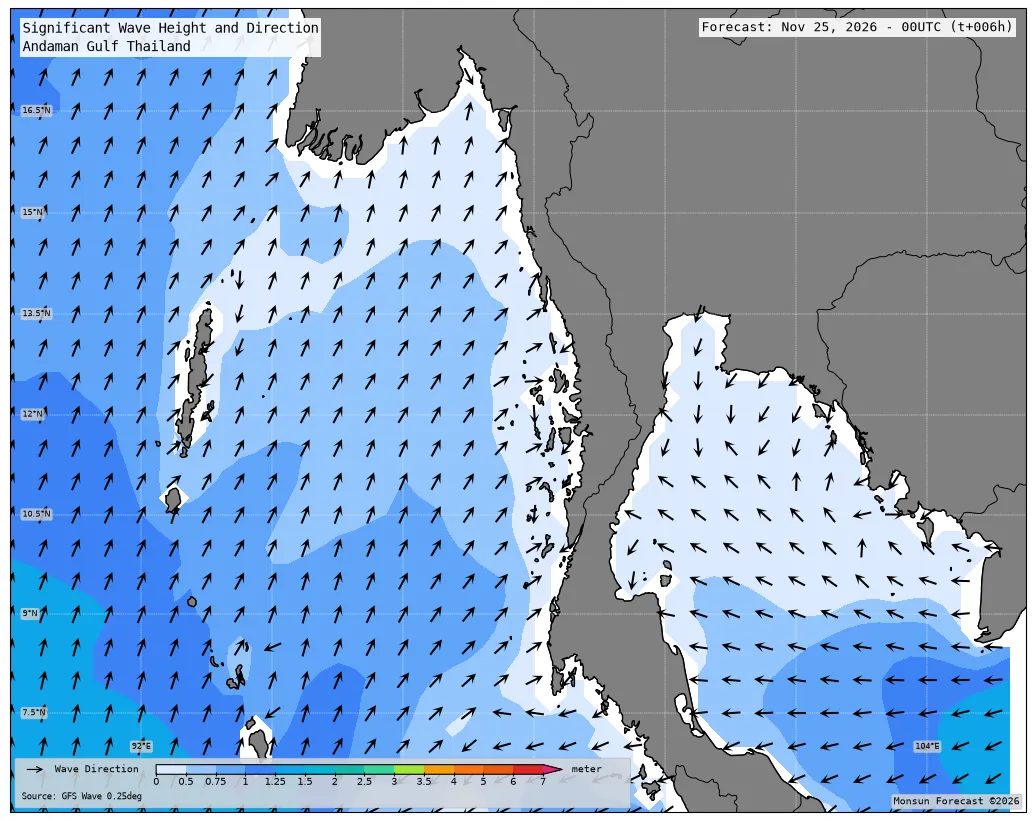 Significant Wave Height and Direction
Andaman Gulf Thailand
Forecast: Nov 25, 2026 - 00UTC (t+006h)
16.5°N
15°N
13.5°N
12°N
10.5°N
9°N
7.5°N
92°E
104°E
Wave Direction
meter
0 0.5 0.75 1 1.25 1.5 2 2.5 3 3.5 4 5 6 7
Source: GFS Wave 0.25deg
Monsun Forecast ©2026